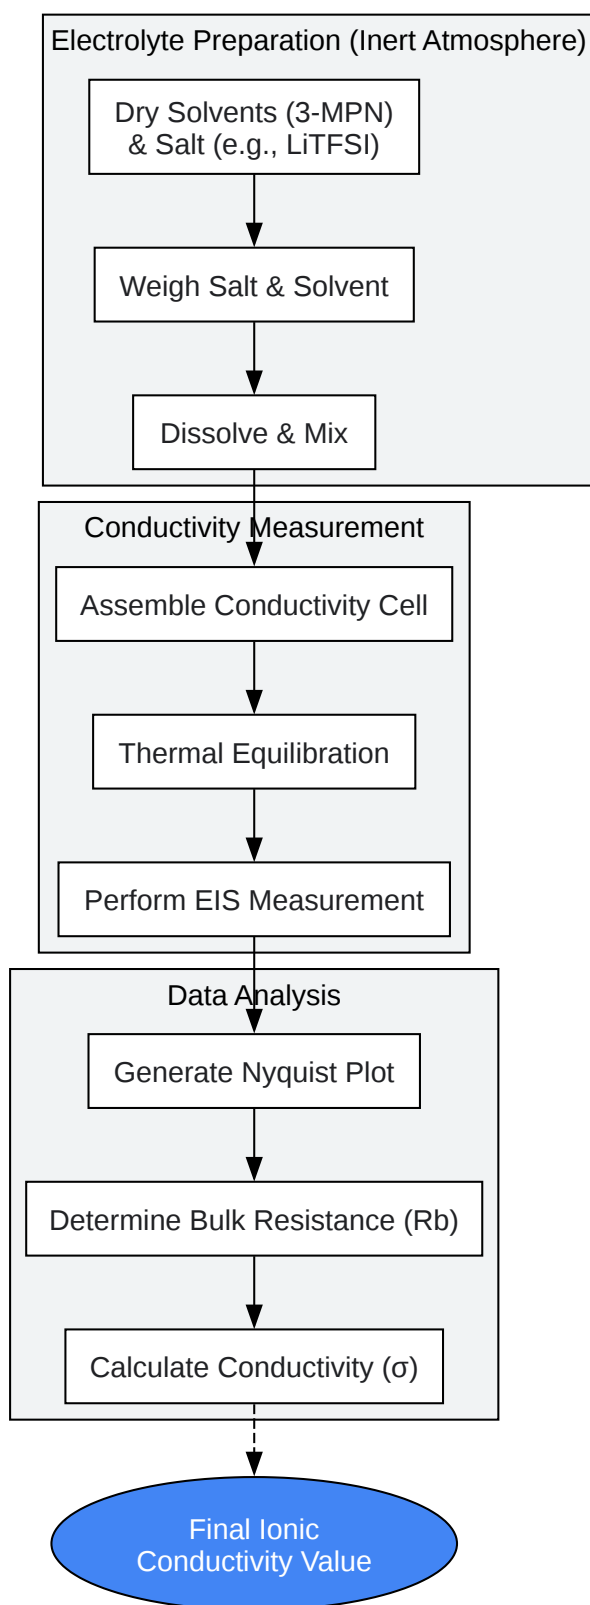 Electrolyte Preparation (Inert Atmosphere)
Dry Solvents (3-MPN)
& Salt (e.g., LiTFSI)
Weigh Salt & Solvent
Dissolve & Mix
Conductivity Measurement
Assemble Conductivity Cell
Thermal Equilibration
Perform EIS Measurement
Data Analysis
Generate Nyquist Plot
Determine Bulk Resistance (Rb)
Calculate Conductivity (σ)
Final Ionic
Conductivity Value